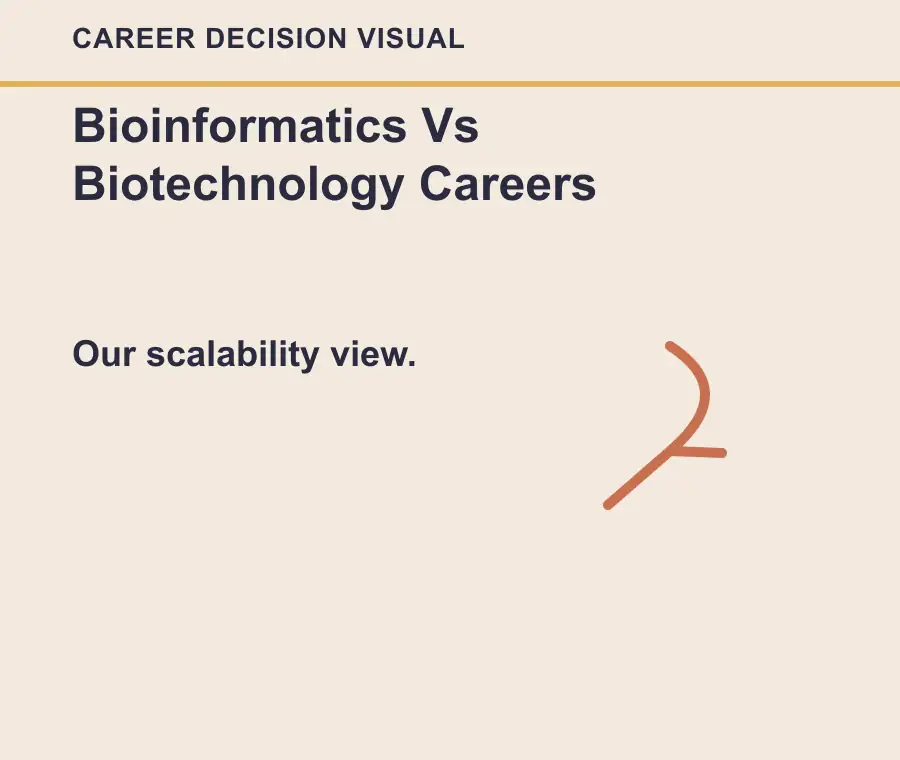 CAREER DECISION VISUAL
Bioinformatics Vs
Biotechnology Careers
Our scalability view.